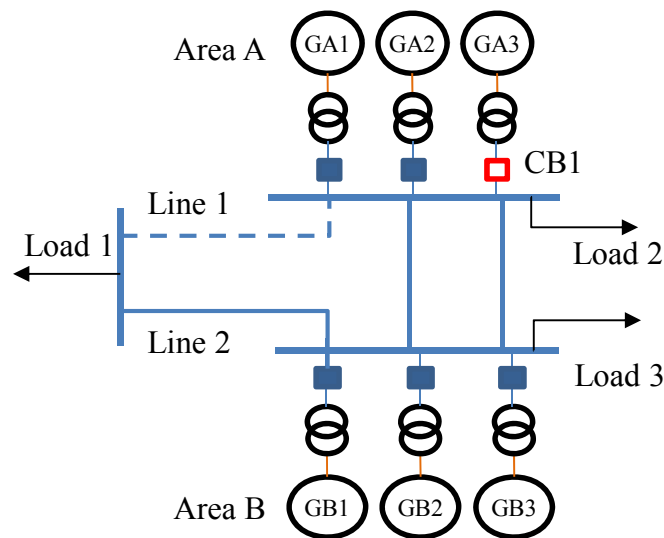 Area A
GA1
GA2
GA3
CB1
Line 1
Load 1
Load 2
Line 2
Load 3
Area B
GB1
GB2
GB3